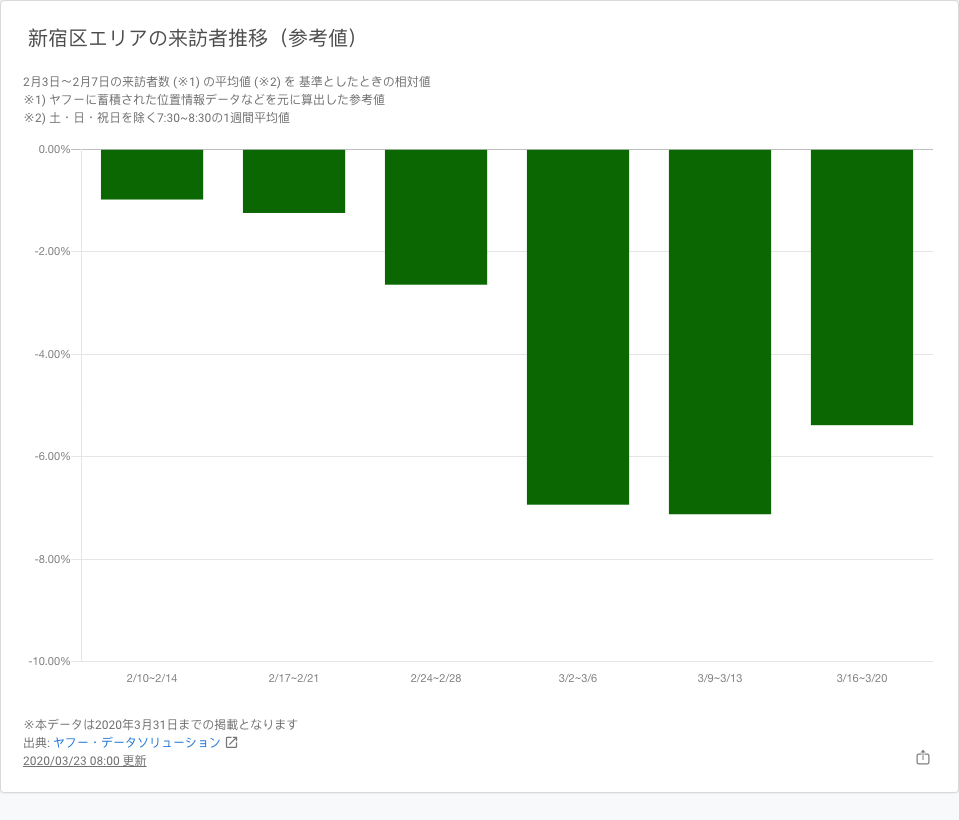 新宿区エリアの来訪者推移（参考値）
2月3日〜2月7日の来訪者数 (※1) の平均値 (※2) を 基準としたときの相対値
※1) ヤフーに蓄積された位置情報データなどを元に算出した参考値
※2) 土・日・祝日を除く7:30~8:30の1週間平均値
0.00%
-2.00%
-4.00%
-6.00%
-8.00%
-10.00%
2/10~2/14 2/17~2/21 2/24~2/28 3/2~3/6 3/9~3/13 3/16~3/20
※本データは2020年3月31日までの掲載となります
出典: ヤフー・データソリューション
2020/03/23 08:00 更新